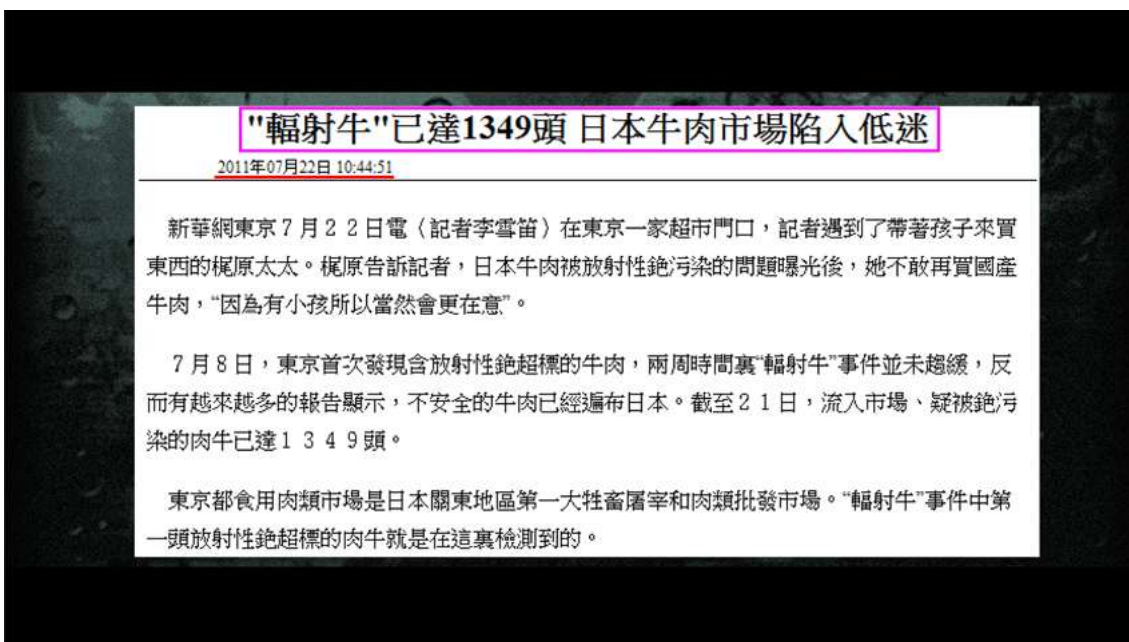 "輻射牛"已達1349頭 日本牛肉市場陷入低迷
2011年07月22日 10:44:51
新華網東京７月２２日電（記者李雪笛）在東京一家超市門口，記者遇到了帶著孩子來買
東西的梶原太太。梶原告訴記者，日本牛肉被放射性銫污染的問題曝光後，她不敢再買國產
牛肉，“因為有小孩所以當然會更在意”。
７月８日，東京首次發現含放射性銫超標的牛肉，兩周時間裏“輻射牛”事件並未趨緩，反
而有越來越多的報告顯示，不安全的牛肉已經遍布日本。截至２１日，流入市場、疑被銫污
染的肉牛已達１３４９頭。
東京都食用肉類市場是日本關東地區第一大牲畜屠宰和肉類批發市場。“輻射牛”事件中第
一頭放射性銫超標的肉牛就是在這裏檢測到的。